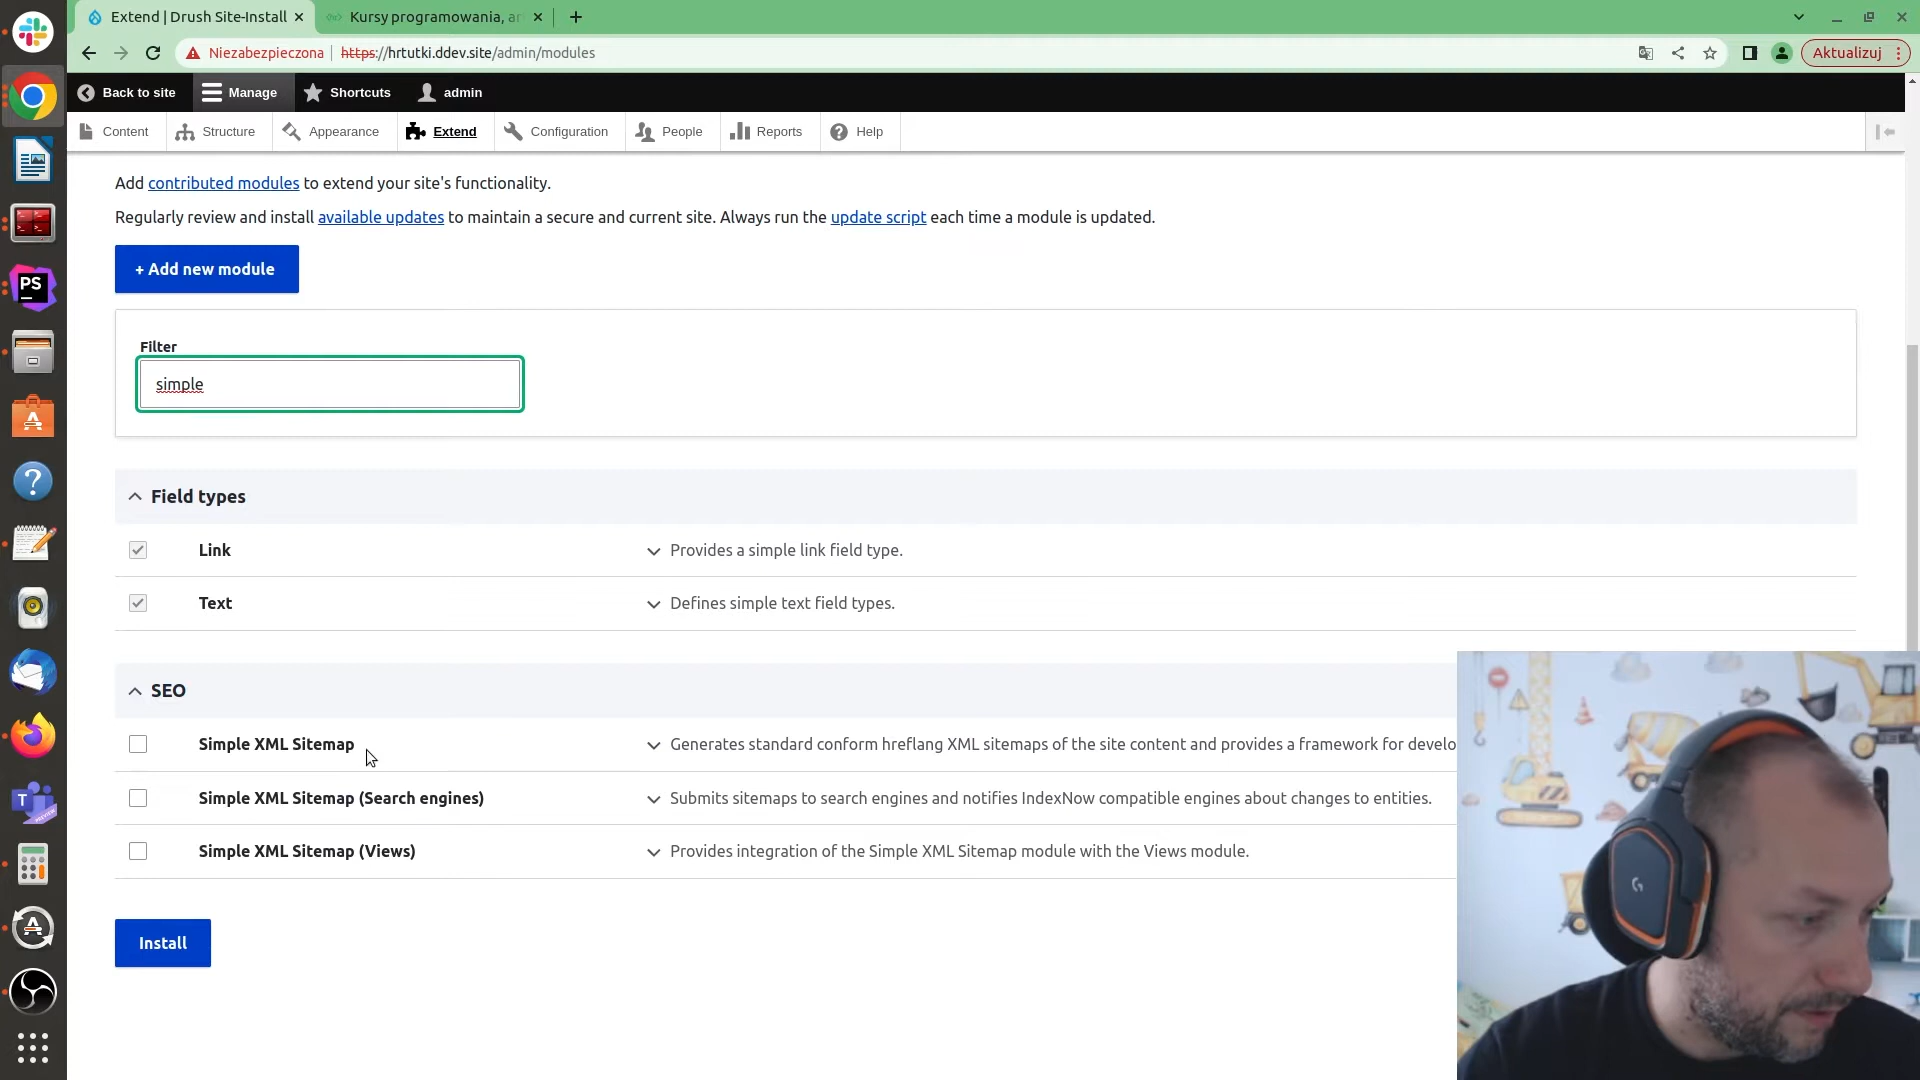 Extend | Drush Site-Install
Kursy programowania, ar
Niezabezpieczona
https://hrtutki.ddev.site/admin/modules
Aktualizuj
Back to site
Manage
Shortcuts
admin
Content
Structure
Appearance
Extend
Configuration
People
Reports
Help
Add contributed modules to extend your site's functionality.
Regularly review and install available updates to maintain a secure and current site. Always run the update script each time a module is updated.
+ Add new module
Filter
simple
Field types
Link
Provides a simple link field type.
Text
Defines simple text field types.
SEO
Simple XML Sitemap
Generates standard conform hreflang XML sitemaps of the site content and provides a framework for develo
Simple XML Sitemap (Search engines)
Submits sitemaps to search engines and notifies IndexNow compatible engines about changes to entities.
Simple XML Sitemap (Views)
Provides integration of the Simple XML Sitemap module with the Views module.
Install
PS